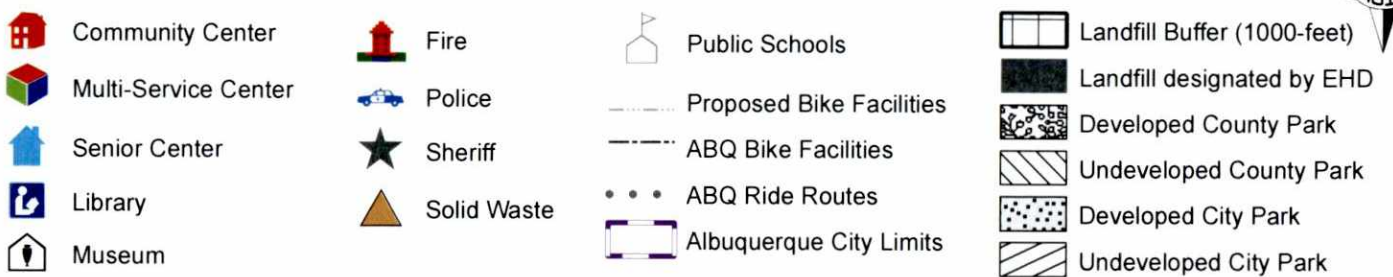 Community Center
Multi-Service Center
Senior Center
Library
Museum
Fire
Police
Sheriff
Solid Waste
Public Schools
Proposed Bike Facilities
ABQ Bike Facilities
ABQ Ride Routes
Albuquerque City Limits
Landfill Buffer (1000-feet)
Landfill designated by EHD
Developed County Park
Undeveloped County Park
Developed City Park
Undeveloped City Park